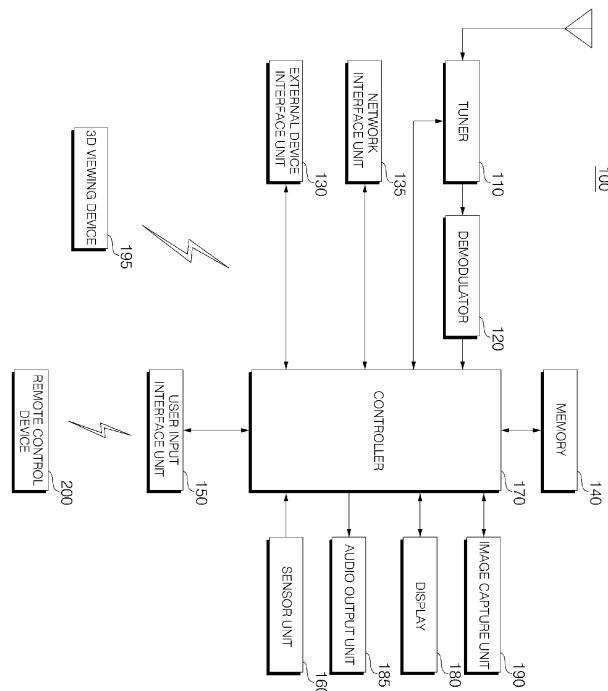 100
TUNER
110
DEMODULATOR
120
NETWORK
INTERFACE UNIT
135
EXTERNAL DEVICE
INTERFACE UNIT
130
3D VIEWING DEVICE
195
MEMORY
140
CONTROLLER
170
USER INPUT
INTERFACE UNIT
150
REMOTE CONTROL
DEVICE
200
IMAGE CAPTURE UNIT
190
DISPLAY
180
AUDIO OUTPUT UNIT
185
SENSOR UNIT
160